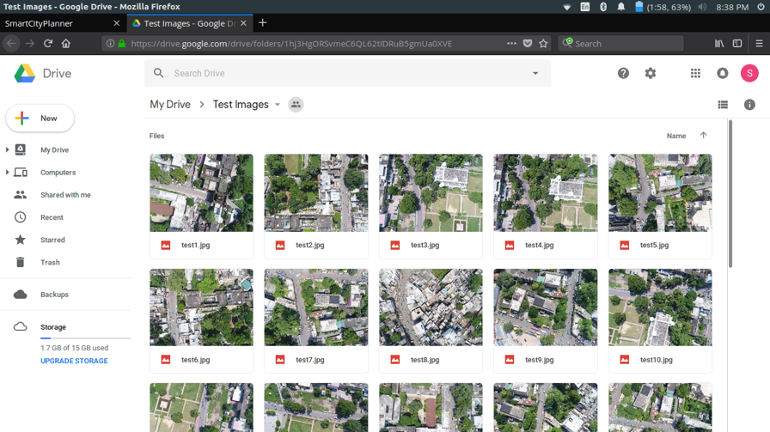 Test Images - Google Drive - Mozilla Firefox
En
(1:58, 63%)
8:38 PM
SmartCityPlanner
Test Images - Google D
https://drive.google.com/drive/folders/1hj3HgORSvmeC6QL62tIDRuB5gmUa0XVE
Search
Drive
Search Drive
S
New
My Drive
Test Images
Files
Name
My Drive
Computers
Shared with me
Recent
Starred
Trash
Backups
Storage
1.7 GB of 15 GB used
UPGRADE STORAGE
test1.jpg
test2.jpg
test3.jpg
test4.jpg
test5.jpg
test6.jpg
test7.jpg
test8.jpg
test9.jpg
test10.jpg